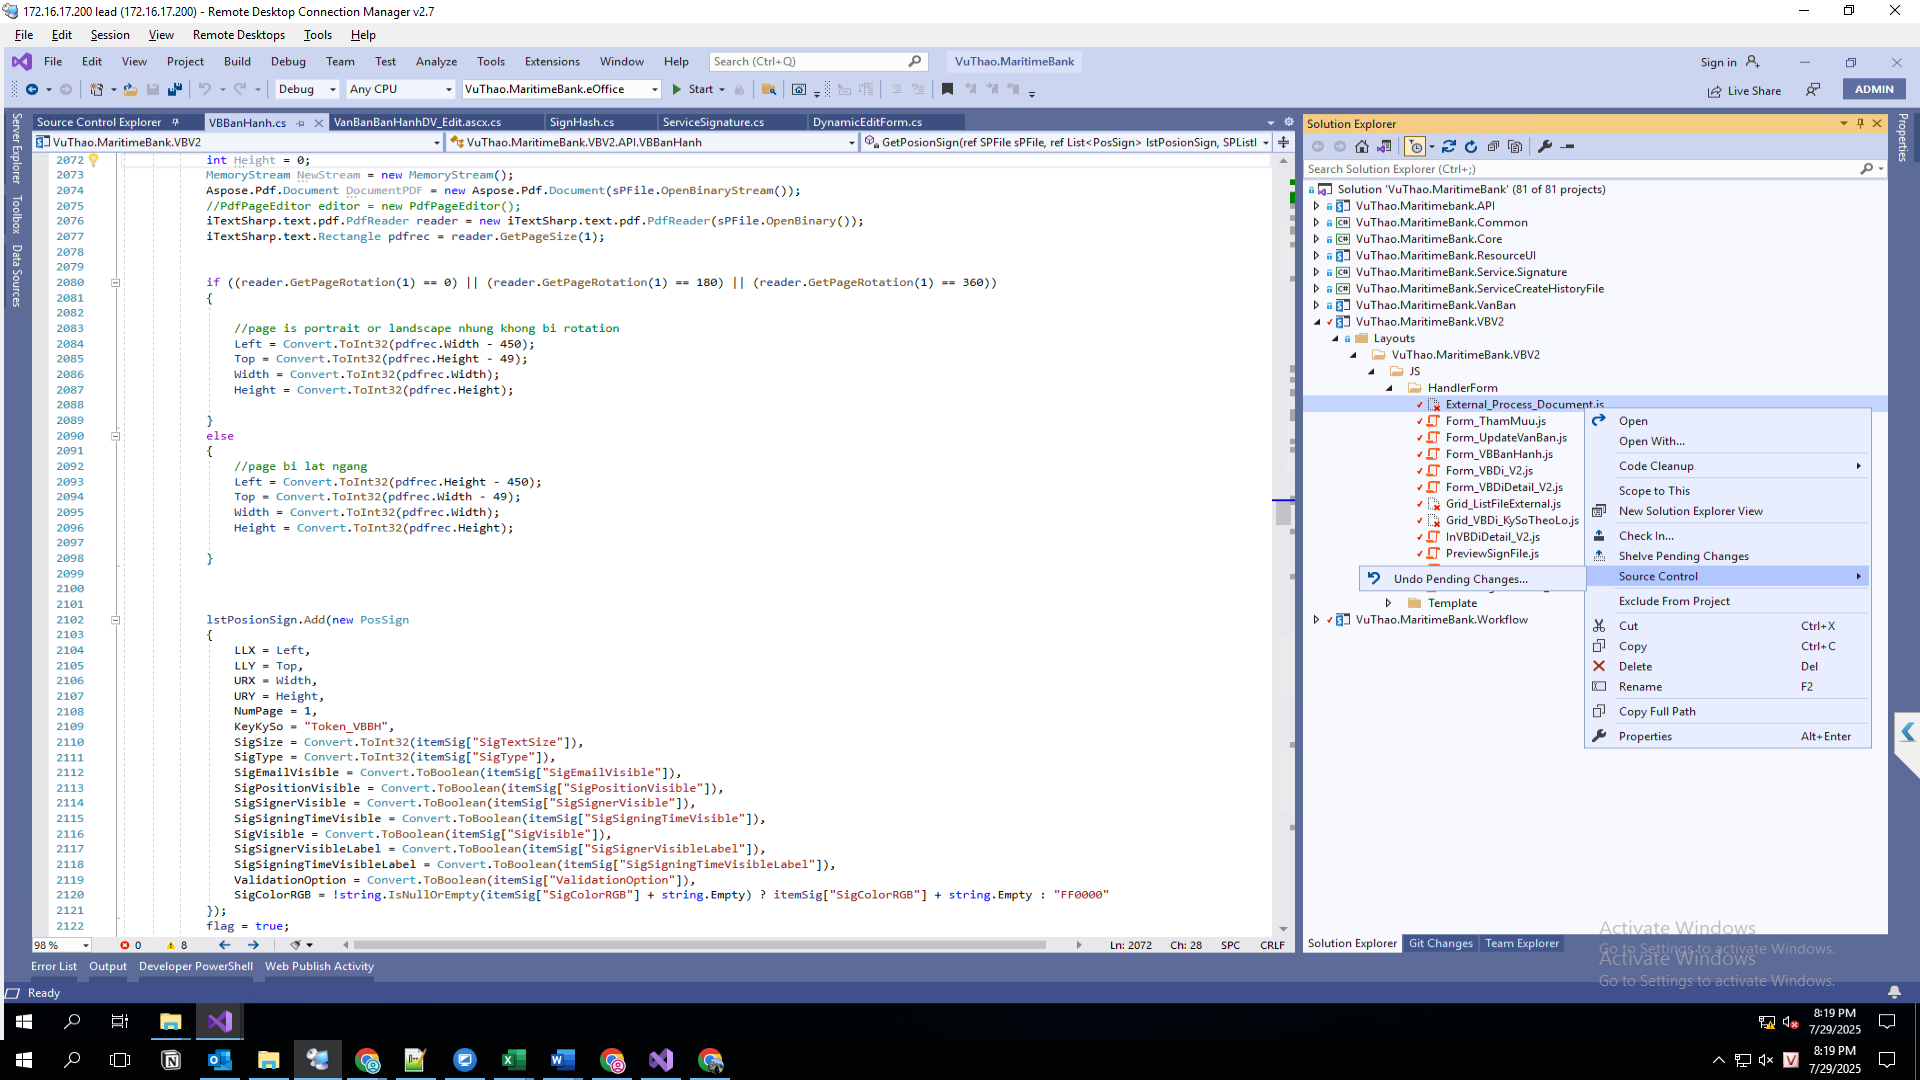 172.16.17.200 lead (172.16.17.200) - Remote Desktop Connection Manager v2.7
File Edit Session View Remote Desktops Tools Help
File Edit View Project Build Debug Team Test Analyze Tools Extensions Window Help Search (Ctrl+Q) VuThao.MaritimeBank Sign in
Debug Any CPU VuThao.MaritimeBank.eOffice Start Live Share ADMIN
Server Explorer Toolbox Data Sources
Source Control Explorer VBBanHanh.cs VanBanBanHanhDV_Edit.ascx.cs SignHash.cs ServiceSignature.cs DynamicEditForm.cs
VuThao.MaritimeBank.VBV2 VuThao.MaritimeBank.VBV2.API.VBBanHanh GetPosionSign(ref SPFile sPFile, ref List<PosSign> lstPosionSign, SPListI
2072 int Height = 0;
2073 MemoryStream NewStream = new MemoryStream();
2074 Aspose.Pdf.Document DocumentPDF = new Aspose.Pdf.Document(sPFile.OpenBinaryStream());
2075 //PdfPageEditor editor = new PdfPageEditor();
2076 iTextSharp.text.pdf.PdfReader reader = new iTextSharp.text.pdf.PdfReader(sPFile.OpenBinary());
2077 iTextSharp.text.Rectangle pdfrec = reader.GetPageSize(1);
2078
2079
2080 if ((reader.GetPageRotation(1) == 0) || (reader.GetPageRotation(1) == 180) || (reader.GetPageRotation(1) == 360))
2081 {
2082
2083 //page is portrait or landscape nhung khong bi rotation
2084 Left = Convert.ToInt32(pdfrec.Width - 450);
2085 Top = Convert.ToInt32(pdfrec.Height - 49);
2086 Width = Convert.ToInt32(pdfrec.Width);
2087 Height = Convert.ToInt32(pdfrec.Height);
2088
2089 }
2090 else
2091 {
2092 //page bi lat ngang
2093 Left = Convert.ToInt32(pdfrec.Height - 450);
2094 Top = Convert.ToInt32(pdfrec.Width - 49);
2095 Width = Convert.ToInt32(pdfrec.Width);
2096 Height = Convert.ToInt32(pdfrec.Height);
2097
2098 }
2099
2100
2101
2102 lstPosionSign.Add(new PosSign
2103 {
2104 LLX = Left,
2105 LLY = Top,
2106 URX = Width,
2107 URY = Height,
2108 NumPage = 1,
2109 KeyKySo = "Token_VBBH",
2110 SigSize = Convert.ToInt32(itemSig["SigTextSize"]),
2111 SigType = Convert.ToInt32(itemSig["SigType"]),
2112 SigEmailVisible = Convert.ToBoolean(itemSig["SigEmailVisible"]),
2113 SigPositionVisible = Convert.ToBoolean(itemSig["SigPositionVisible"]),
2114 SigSignerVisible = Convert.ToBoolean(itemSig["SigSignerVisible"]),
2115 SigSigningTimeVisible = Convert.ToBoolean(itemSig["SigSigningTimeVisible"]),
2116 SigVisible = Convert.ToBoolean(itemSig["SigVisible"]),
2117 SigSignerVisibleLabel = Convert.ToBoolean(itemSig["SigSignerVisibleLabel"]),
2118 SigSigningTimeVisibleLabel = Convert.ToBoolean(itemSig["SigSigningTimeVisibleLabel"]),
2119 ValidationOption = Convert.ToBoolean(itemSig["ValidationOption"]),
2120 SigColorRGB = !string.IsNullOrEmpty(itemSig["SigColorRGB"] + string.Empty) ? itemSig["SigColorRGB"] + string.Empty : "FF0000"
2121 });
2122 flag = true;
98 % 0 8 Ln: 2072 Ch: 28 SPC CRLF
Error List Output Developer PowerShell Web Publish Activity
Ready
Solution Explorer
Properties
Search Solution Explorer (Ctrl+;)
Solution 'VuThao.MaritimeBank' (81 of 81 projects)
VuThao.Maritimebank.API
VuThao.MaritimeBank.Common
VuThao.MaritimeBank.Core
VuThao.MaritimeBank.ResourceUI
VuThao.MaritimeBank.Service.Signature
VuThao.MaritimeBank.ServiceCreateHistoryFile
VuThao.MaritimeBank.VanBan
VuThao.MaritimeBank.VBV2
Layouts
VuThao.MaritimeBank.VBV2
JS
HandlerForm
External_Process_Document.js
Form_ThamMuu.js
Form_UpdateVanBan.js
Form_VBBanHanh.js
Form_VBDi_V2.js
Form_VBDiDetail_V2.js
Grid_ListFileExternal.js
Grid_VBDi_KySoTheoLo.js
InVBDiDetail_V2.js
PreviewSignFile.js
Template
VuThao.MaritimeBank.Workflow
Open
Open With...
Code Cleanup
Scope to This
New Solution Explorer View
Check In...
Shelve Pending Changes
Source Control
Undo Pending Changes...
Exclude From Project
Cut Ctrl+X
Copy Ctrl+C
Delete Del
Rename F2
Copy Full Path
Properties Alt+Enter
Solution Explorer Git Changes Team Explorer
Activate Windows
Go to Settings to activate Windows.
Activate Windows
Go to Settings to activate Windows.
8:19 PM
7/29/2025
8:19 PM
7/29/2025